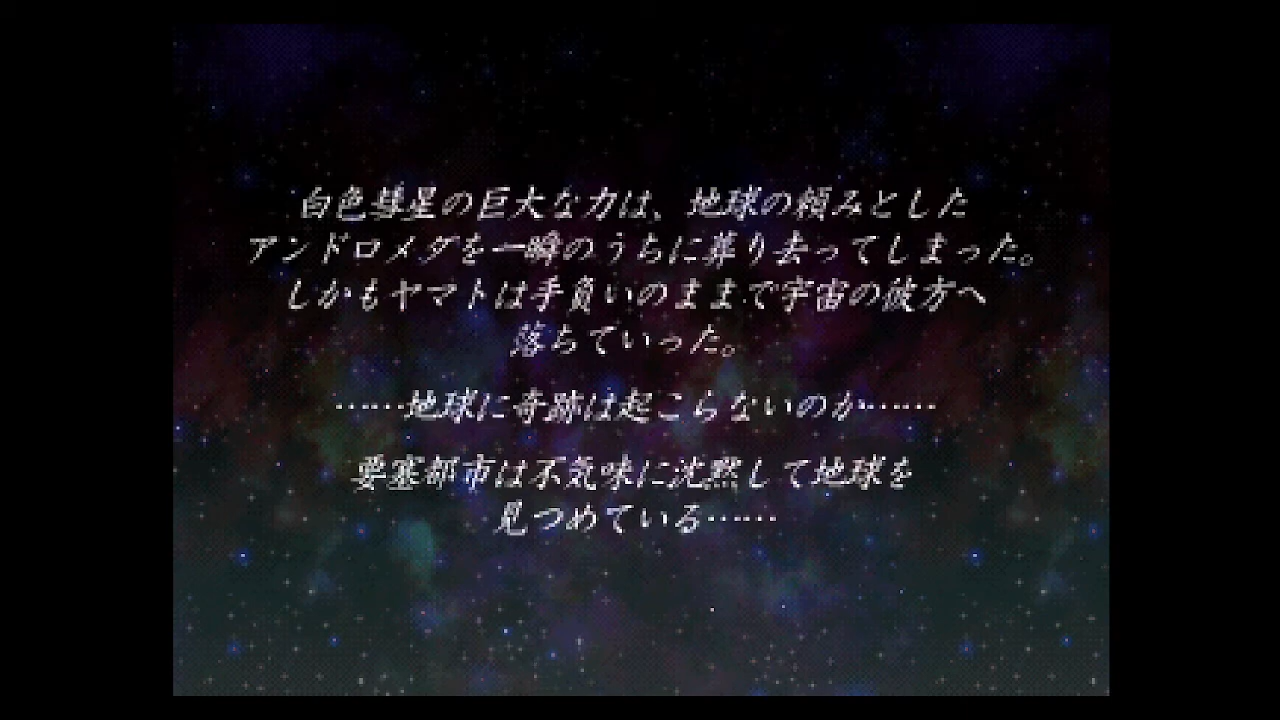 白色彗星の巨大な力は、地球の頼みとした
アンドロメダを一瞬のうちに葬り去ってしまった。
しかもヤマトは手負いのままで宇宙の彼方へ
落ちていった。
……地球に奇跡は起こらないのか……
要塞都市は不気味に沈黙して地球を
見つめている……